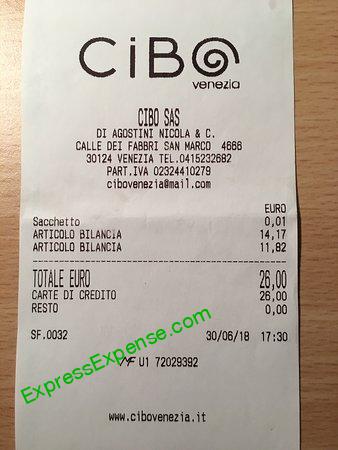 CiBO
venezia
CIBO SAS
DI AGOSTINI NICOLA & C.
CALLE DEI FABBRI SAN MARCO 4666
30124 VENEZIA TEL.0415232682
PART.IVA 02324410279
cibovenezia@mail.com
EURO
Sacchetto 0,01
ARTICOLO BILANCIA 14,17
ARTICOLO BILANCIA 11,82
TOTALE EURO 26,00
CARTE DI CREDITO 26,00
RESTO 0,00
SF.0032 30/06/18 17:30
MF U1 72029392
ExpressExpense.com
www.cibovenezia.it